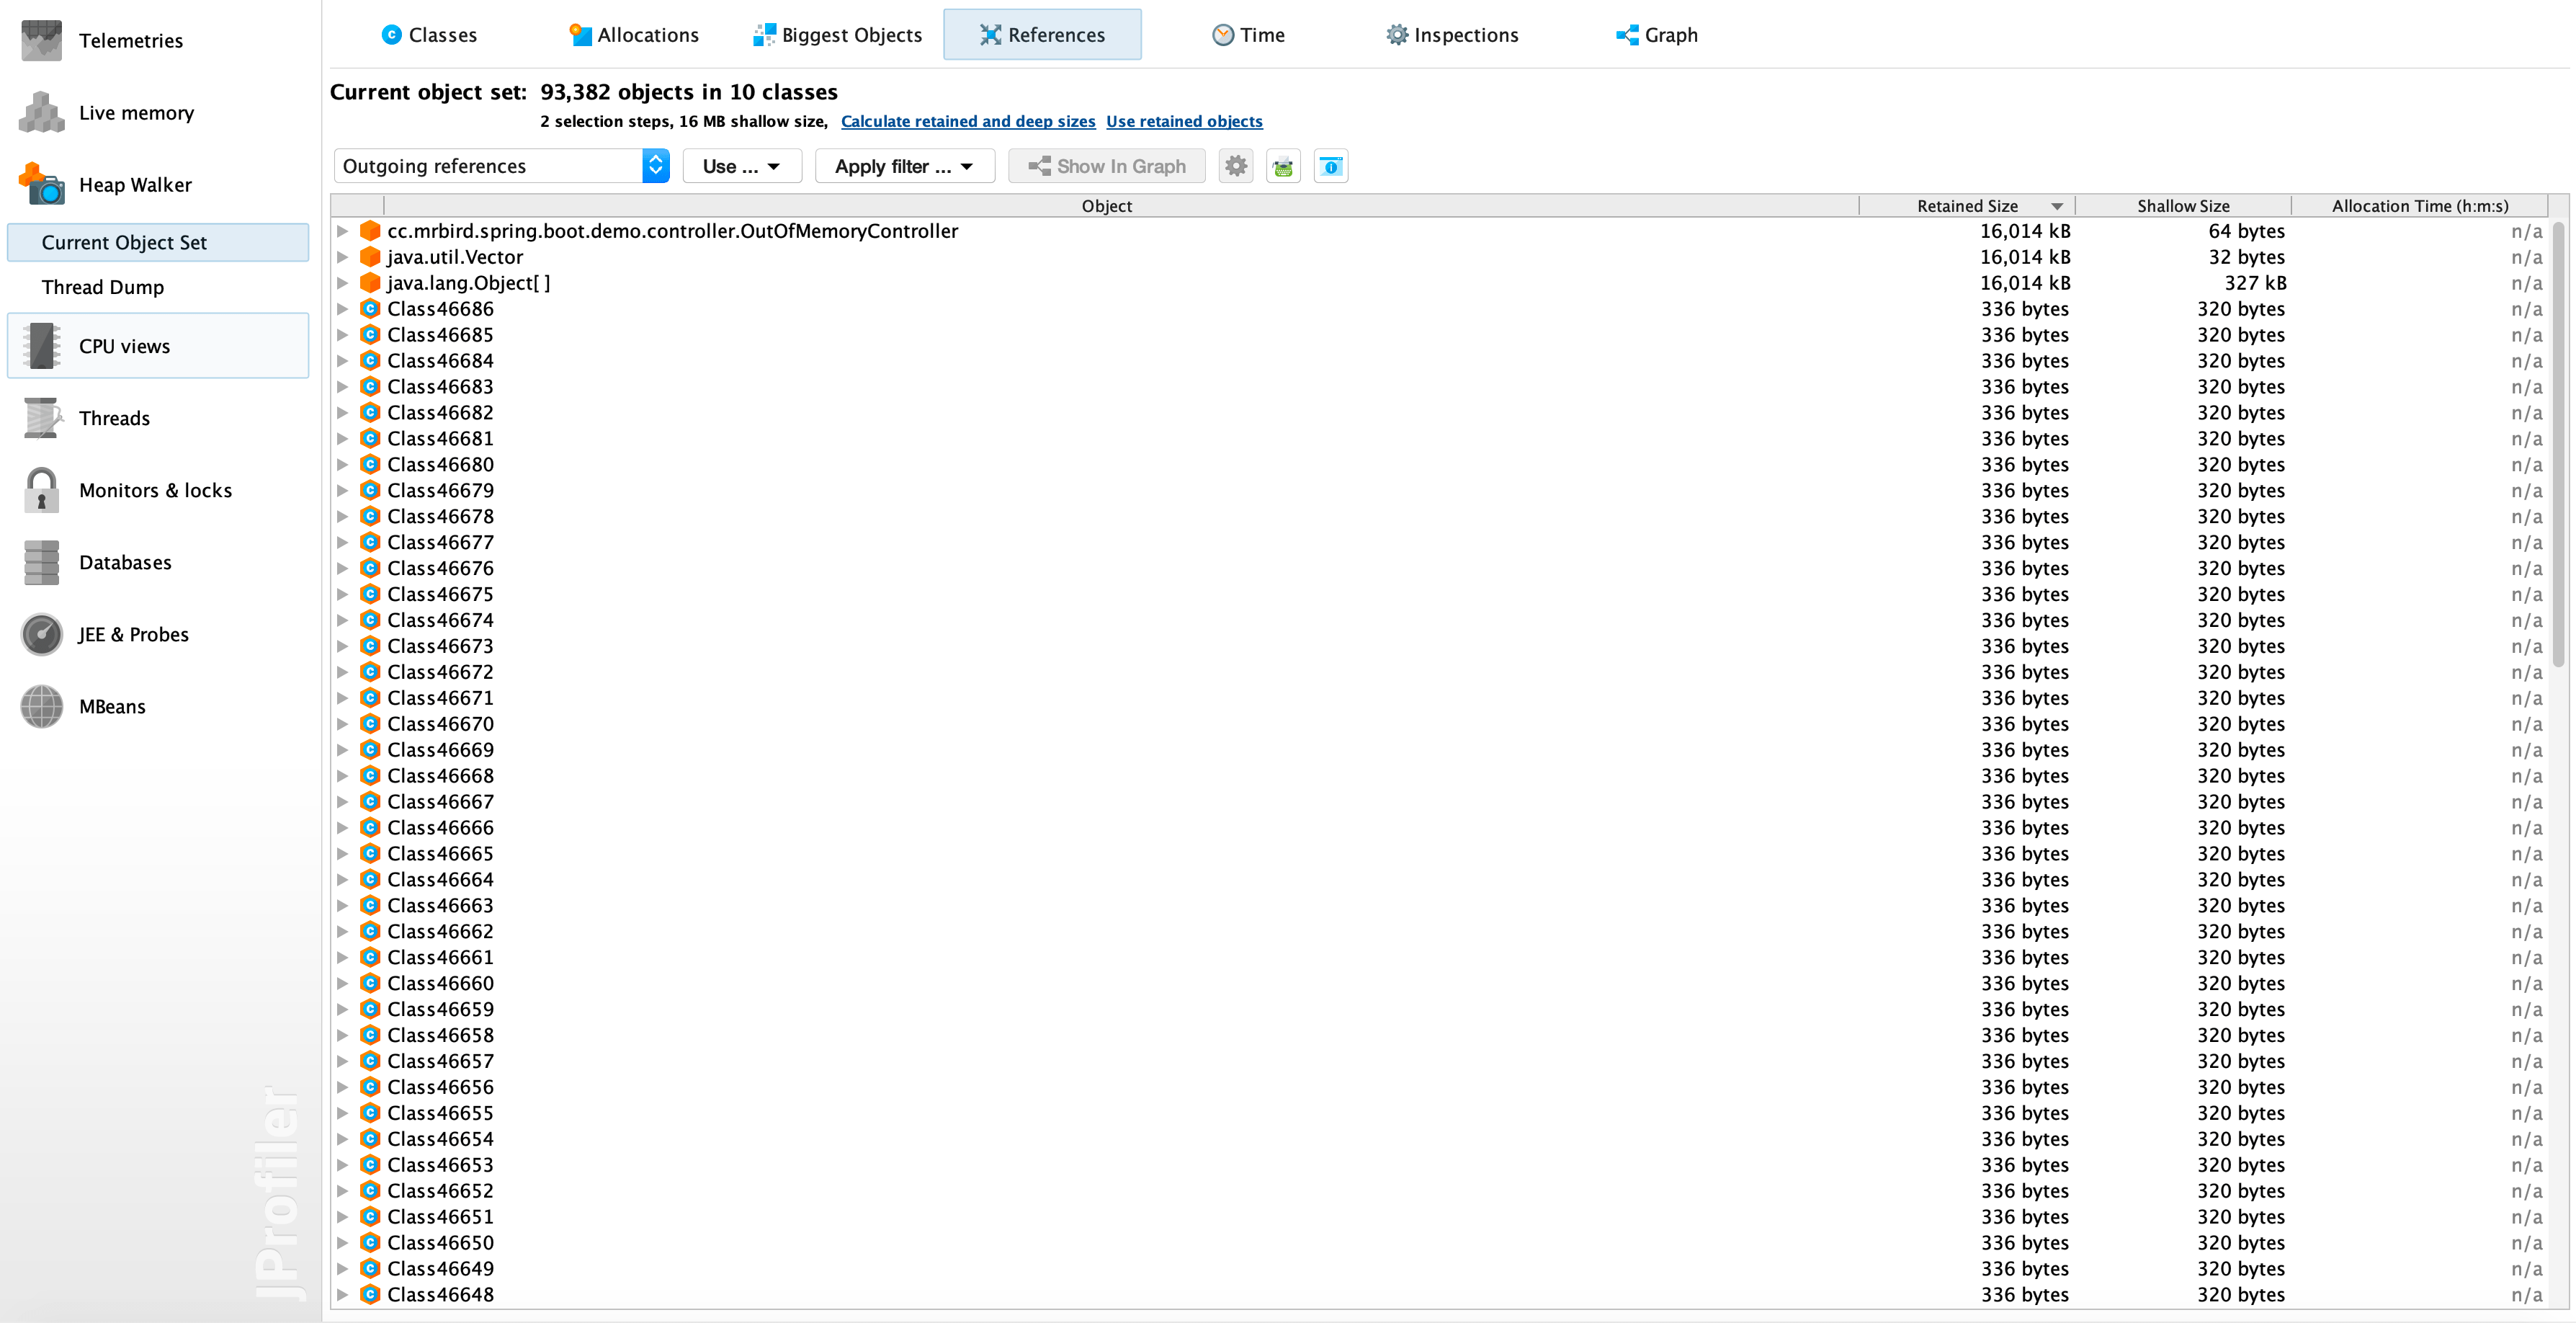 Telemetries
Live memory
Heap Walker
Current Object Set
Thread Dump
CPU views
Threads
Monitors & locks
Databases
JEE & Probes
MBeans
JProfiler
Classes Allocations Biggest Objects References Time Inspections Graph
Current object set: 93,382 objects in 10 classes
2 selection steps, 16 MB shallow size, Calculate retained and deep sizes Use retained objects
Outgoing references Use ... Apply filter ... Show In Graph
Object Retained Size Shallow Size Allocation Time (h:m:s)
cc.mrbird.spring.boot.demo.controller.OutOfMemoryController 16,014 kB 64 bytes n/a
java.util.Vector 16,014 kB 32 bytes n/a
java.lang.Object[ ] 16,014 kB 327 kB n/a
Class46686 336 bytes 320 bytes n/a
Class46685 336 bytes 320 bytes n/a
Class46684 336 bytes 320 bytes n/a
Class46683 336 bytes 320 bytes n/a
Class46682 336 bytes 320 bytes n/a
Class46681 336 bytes 320 bytes n/a
Class46680 336 bytes 320 bytes n/a
Class46679 336 bytes 320 bytes n/a
Class46678 336 bytes 320 bytes n/a
Class46677 336 bytes 320 bytes n/a
Class46676 336 bytes 320 bytes n/a
Class46675 336 bytes 320 bytes n/a
Class46674 336 bytes 320 bytes n/a
Class46673 336 bytes 320 bytes n/a
Class46672 336 bytes 320 bytes n/a
Class46671 336 bytes 320 bytes n/a
Class46670 336 bytes 320 bytes n/a
Class46669 336 bytes 320 bytes n/a
Class46668 336 bytes 320 bytes n/a
Class46667 336 bytes 320 bytes n/a
Class46666 336 bytes 320 bytes n/a
Class46665 336 bytes 320 bytes n/a
Class46664 336 bytes 320 bytes n/a
Class46663 336 bytes 320 bytes n/a
Class46662 336 bytes 320 bytes n/a
Class46661 336 bytes 320 bytes n/a
Class46660 336 bytes 320 bytes n/a
Class46659 336 bytes 320 bytes n/a
Class46658 336 bytes 320 bytes n/a
Class46657 336 bytes 320 bytes n/a
Class46656 336 bytes 320 bytes n/a
Class46655 336 bytes 320 bytes n/a
Class46654 336 bytes 320 bytes n/a
Class46653 336 bytes 320 bytes n/a
Class46652 336 bytes 320 bytes n/a
Class46651 336 bytes 320 bytes n/a
Class46650 336 bytes 320 bytes n/a
Class46649 336 bytes 320 bytes n/a
Class46648 336 bytes 320 bytes n/a